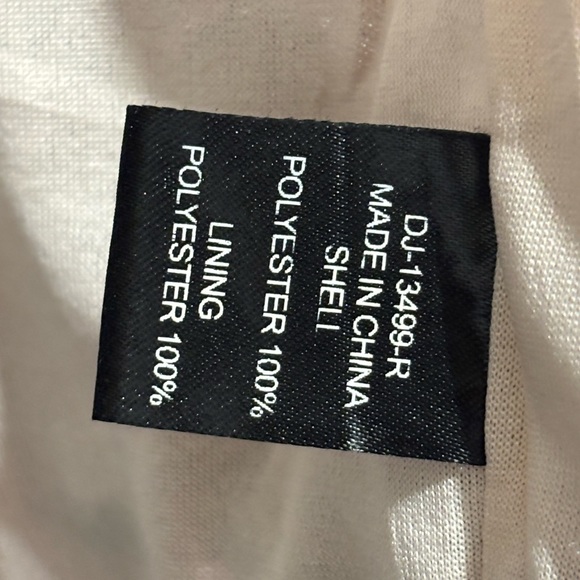 DJ-13499-R
MADE IN CHINA
SHELL
POLYESTER 100%
LINING
POLYESTER 100%